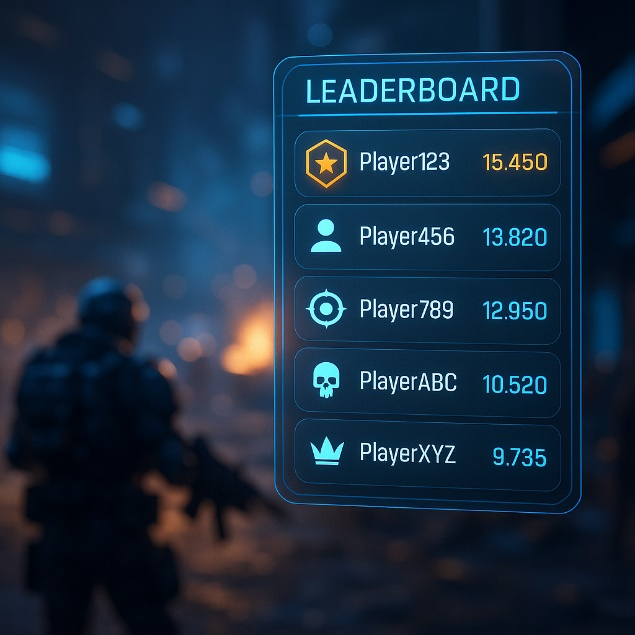 LEADERBOARD
Player123 15.450
Player456 13.820
Player789 12.950
PlayerABC 10.520
PlayerXYZ 9.735